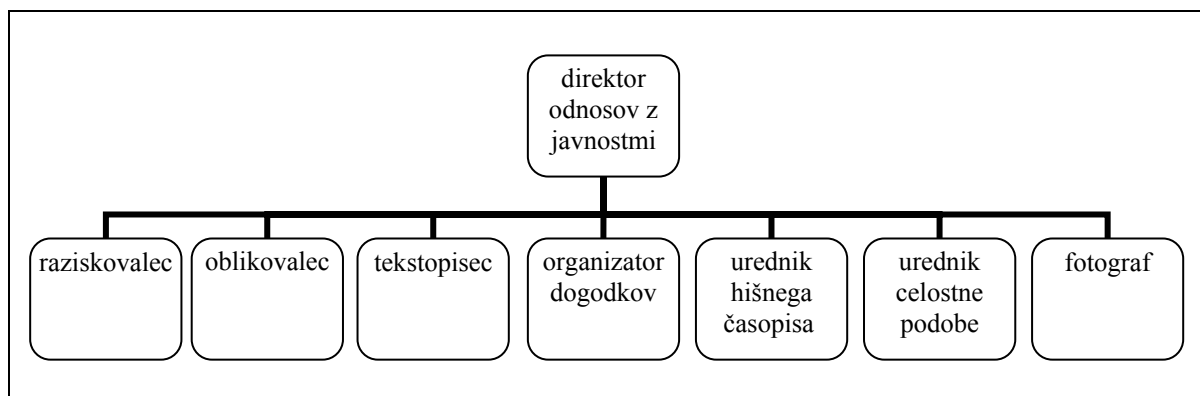 direktor
odnosov z
javnostmi
raziskovalec
oblikovalec
tekstopisec
organizator
dogodkov
urednik
hišnega
časopisa
urednik
celostne
podobe
fotograf